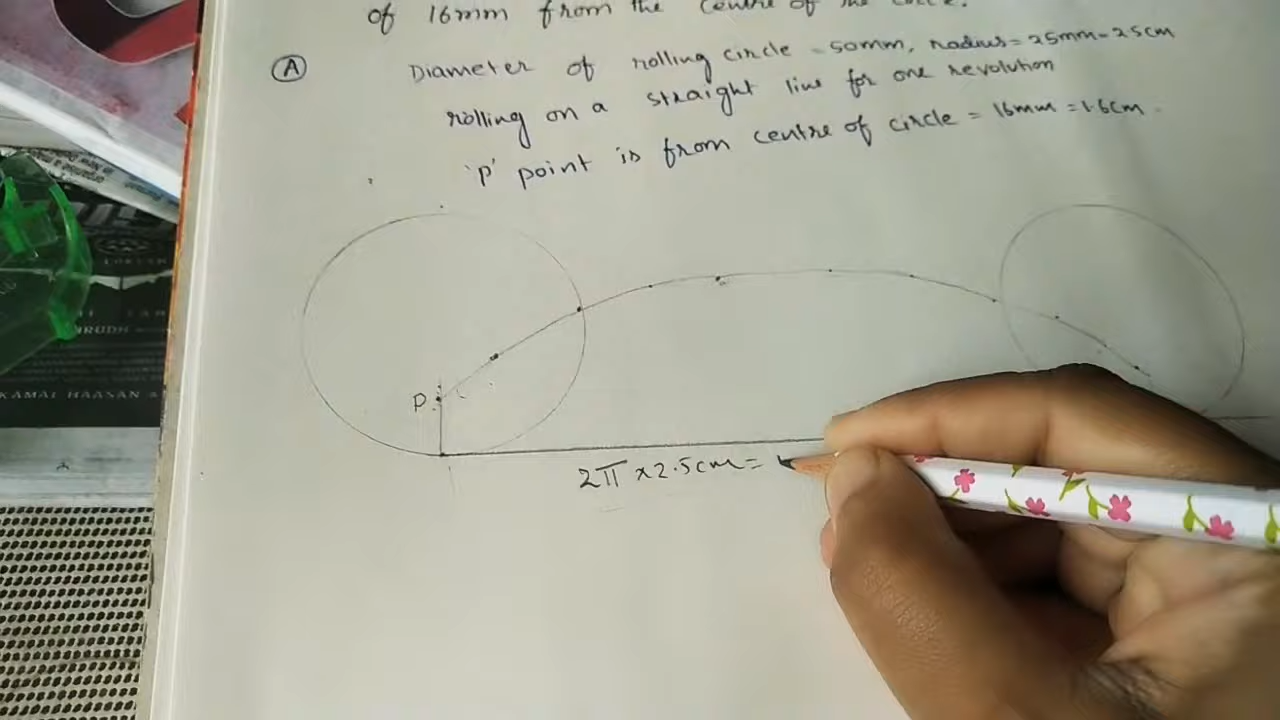 of 16mm from the centre of the circle.
A Diameter of rolling circle = 50mm, radius = 25mm = 2.5cm
rolling on a straight line for one revolution
'P' point is from centre of circle = 16mm = 1.6cm.
P
2π x 2.5cm =
KAMAL HAASAN